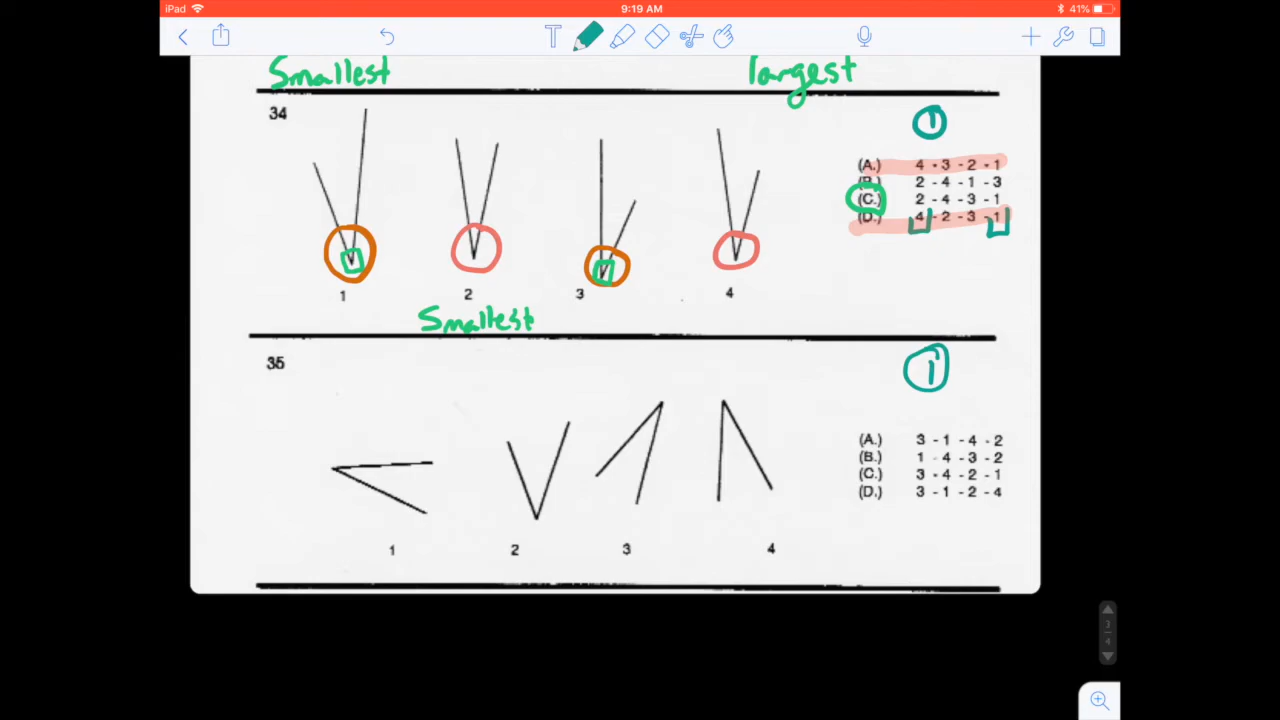 iPad 9:19 AM 41%
T
Smallest largest
34
1
(A.) 4 - 3 - 2 - 1
(B.) 2 - 4 - 1 - 3
(C.) 2 - 4 - 3 - 1
(D.) 4 - 2 - 3 - 1
1 2 3 4
Smallest
35
1
(A.) 3 - 1 - 4 - 2
(B.) 1 - 4 - 3 - 2
(C.) 3 - 4 - 2 - 1
(D.) 3 - 1 - 2 - 4
1 2 3 4
3
4